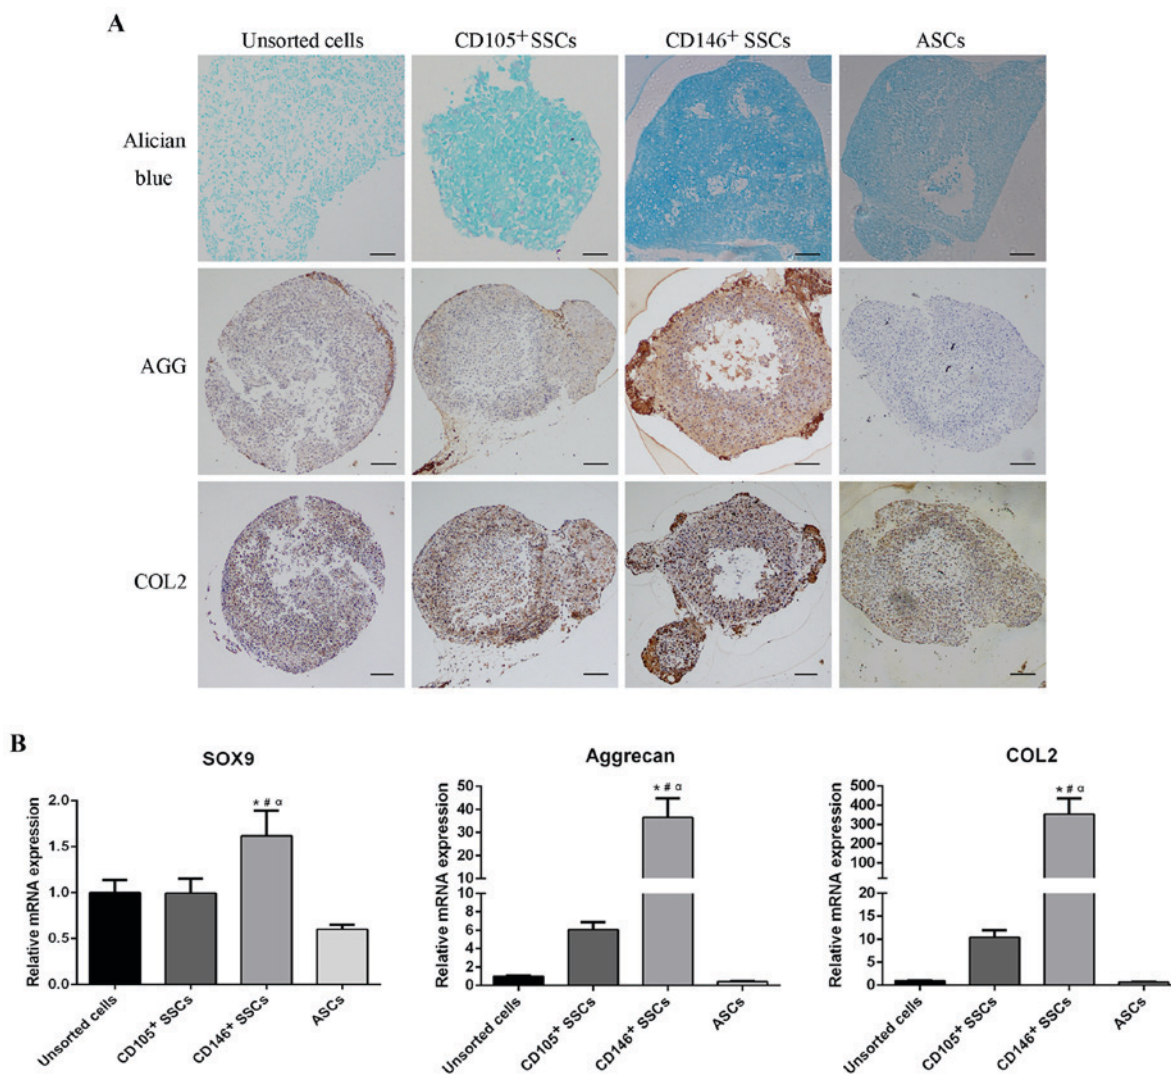 A
Unsorted cells
CD105+ SSCs
CD146+ SSCs
ASCs
Alician
blue
AGG
COL2
B
SOX9
Relative mRNA expression
2.0
1.5
1.0
0.5
0.0
* # α
Unsorted cells
CD105+ SSCs
CD146+ SSCs
ASCs
Aggrecan
Relative mRNA expression
50
40
30
20
10
10
8
6
4
2
0
* # α
Unsorted cells
CD105+ SSCs
CD146+ SSCs
ASCs
COL2
Relative mRNA expression
500
400
300
200
100
20
15
10
5
0
* # α
Unsorted cells
CD105+ SSCs
CD146+ SSCs
ASCs